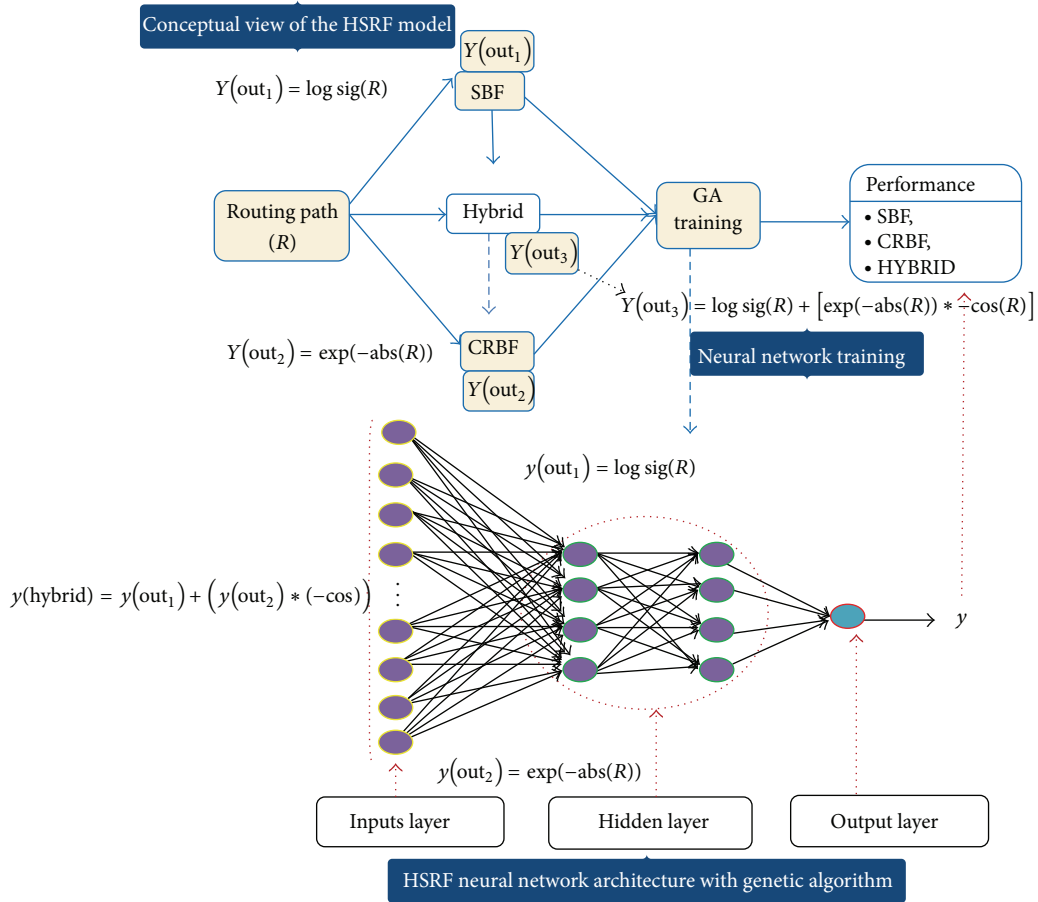 Conceptual view of the HSRF model
Y(out₁)
Y(out₁) = log sig(R)
SBF
Routing path
(R)
Hybrid
Y(out₃)
GA
training
Performance
• SBF,
• CRBF,
• HYBRID
Y(out₃) = log sig(R) + [exp(−abs(R)) ∗ −cos(R)]
Y(out₂) = exp(−abs(R))
CRBF
Y(out₂)
Neural network training
y(out₁) = log sig(R)
y(hybrid) = y(out₁) + (y(out₂) ∗ (−cos))
⋮
y
y(out₂) = exp(−abs(R))
Inputs layer
Hidden layer
Output layer
HSRF neural network architecture with genetic algorithm